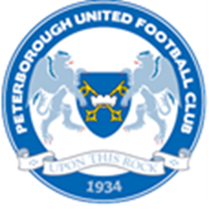 PETERBOROUGH UNITED FOOTBALL CLUB
UPON THIS ROCK
1934